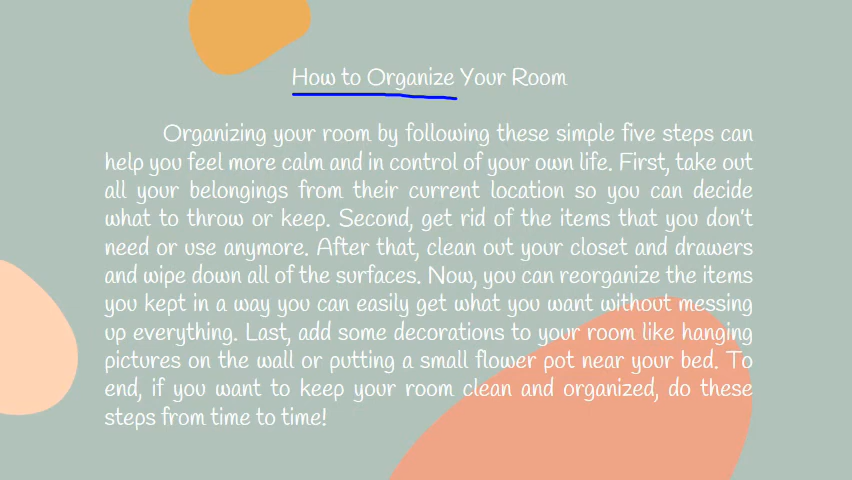 How to Organize Your Room
Organizing your room by following these simple five steps can
help you feel more calm and in control of your own life. First, take out
all your belongings from their current location so you can decide
what to throw or keep. Second, get rid of the items that you don't
need or use anymore. After that, clean out your closet and drawers
and wipe down all of the surfaces. Now, you can reorganize the items
you kept in a way you can easily get what you want without messing
up everything. Last, add some decorations to your room like hanging
pictures on the wall or putting a small flower pot near your bed. To
end, if you want to keep your room clean and organized, do these
steps from time to time!